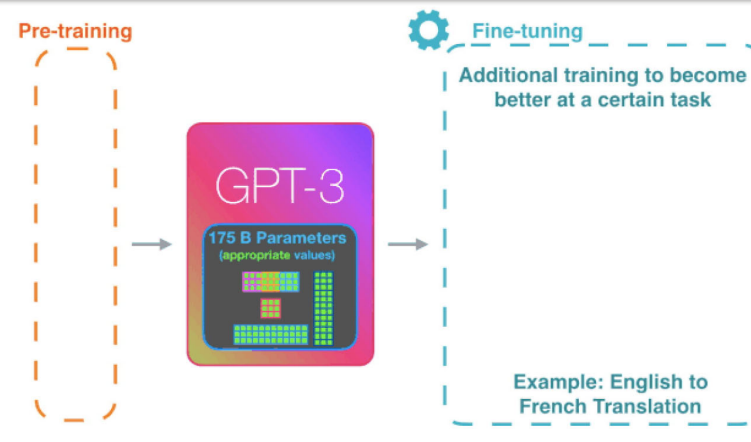 Pre-training
Fine-tuning
Additional training to become
better at a certain task
GPT-3
175 B Parameters
(appropriate values)
Example: English to
French Translation